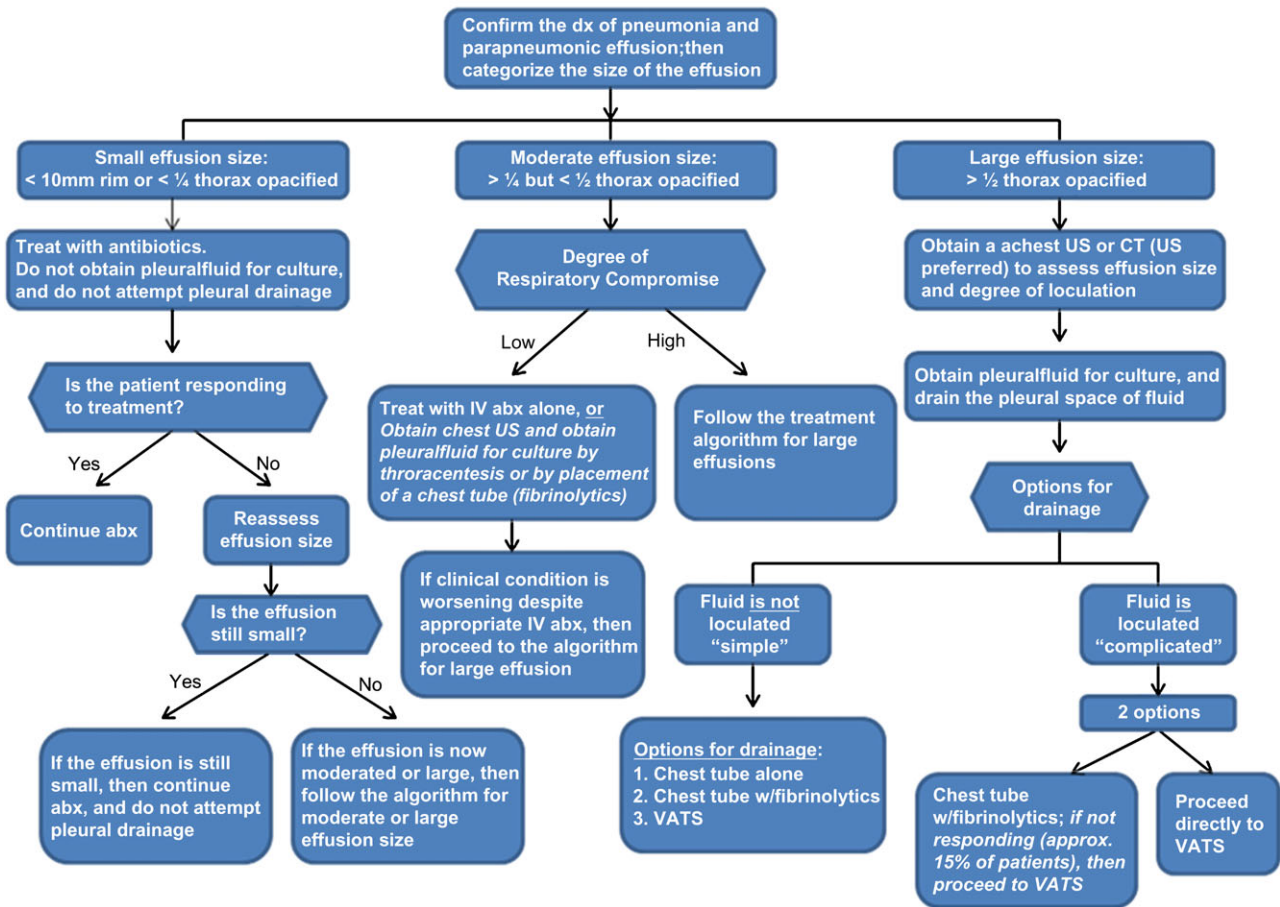 Confirm the dx of pneumonia and
parapneumonic effusion;then
categorize the size of the effusion
Small effusion size:
< 10mm rim or < ¼ thorax opacified
Moderate effusion size:
> ¼ but < ½ thorax opacified
Large effusion size:
> ½ thorax opacified
Treat with antibiotics.
Do not obtain pleuralfluid for culture,
and do not attempt pleural drainage
Degree of
Respiratory Compromise
Obtain a achest US or CT (US
preferred) to assess effusion size
and degree of loculation
Is the patient responding
to treatment?
Low
High
Treat with IV abx alone, or
Obtain chest US and obtain
pleuralfluid for culture by
throracentesis or by placement
of a chest tube (fibrinolytics)
Follow the treatment
algorithm for large
effusions
Obtain pleuralfluid for culture, and
drain the pleural space of fluid
Yes
No
Continue abx
Reassess
effusion size
Options for
drainage
If clinical condition is
worsening despite
appropriate IV abx, then
proceed to the algorithm
for large effusion
Is the effusion
still small?
Fluid is not
loculated
“simple”
Fluid is
loculated
“complicated”
Yes
No
2 options
If the effusion is still
small, then continue
abx, and do not attempt
pleural drainage
If the effusion is now
moderated or large, then
follow the algorithm for
moderate or large
effusion size
Options for drainage:
1. Chest tube alone
2. Chest tube w/fibrinolytics
3. VATS
Chest tube
w/fibrinolytics; if not
responding (approx.
15% of patients), then
proceed to VATS
Proceed
directly to
VATS